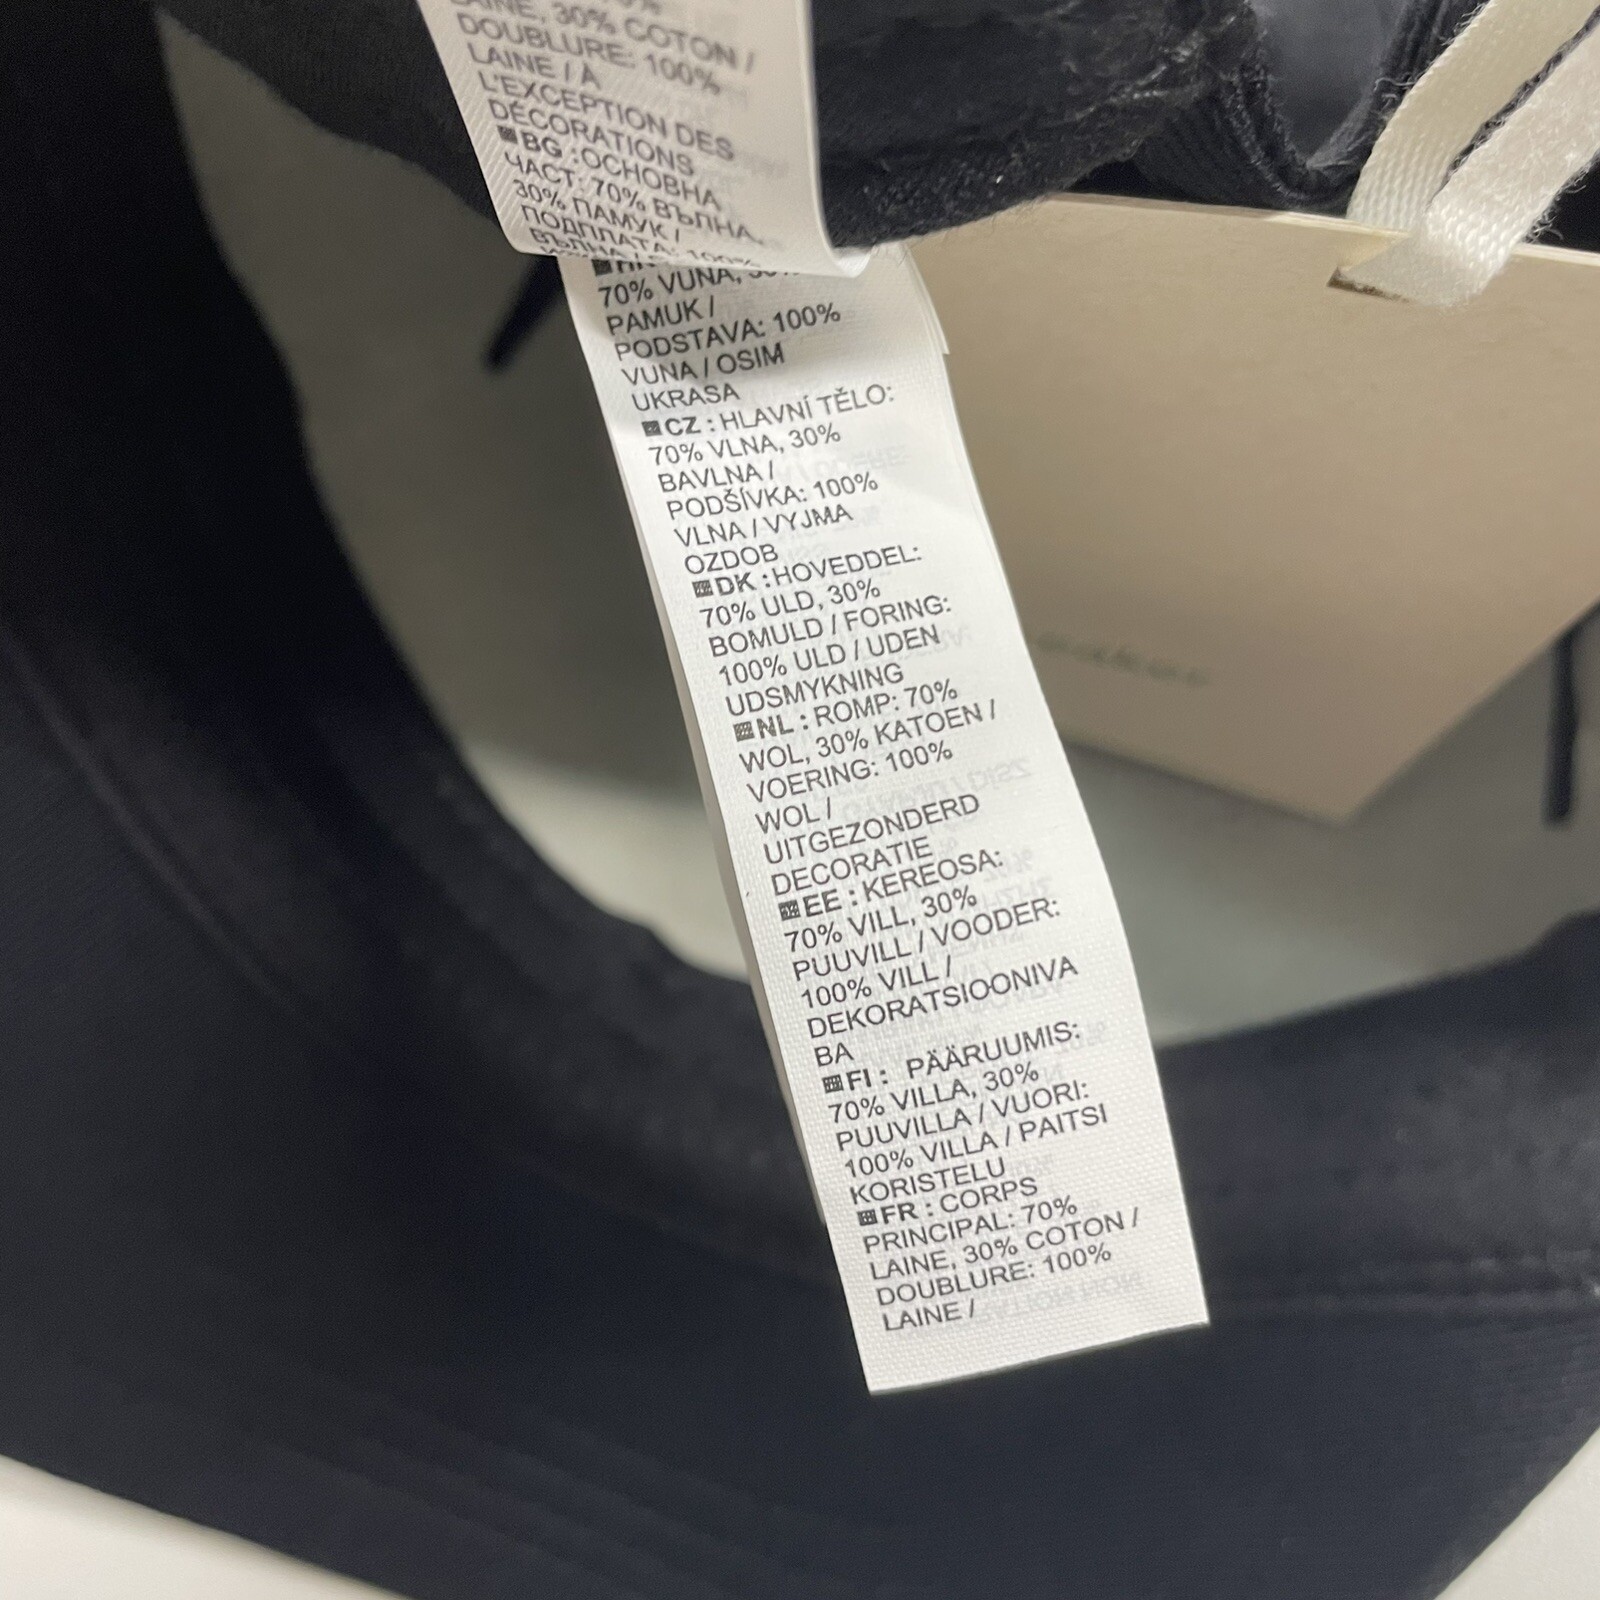 LAINE, 30% COTON /
DOUBLURE: 100%
LAINE / À
L'EXCEPTION DES
DÉCORATIONS
BG :ОСНОВНА
ЧАСТ: 70% ВЪЛНА,
30% ПАМУК /
ПОДПЛАТА: 100%
70% VUNA,
PAMUK /
PODSTAVA: 100%
VUNA / OSIM
UKRASA
CZ : HLAVNÍ TĚLO:
70% VLNA, 30%
BAVLNA /
PODŠÍVKA: 100%
VLNA / VYJMA
OZDOB
DK : HOVEDDEL:
70% ULD, 30%
BOMULD / FORING:
100% ULD / UDEN
UDSMYKNING
NL : ROMP: 70%
WOL, 30% KATOEN /
VOERING: 100%
WOL /
UITGEZONDERD
DECORATIE
EE : KEREOSA:
70% VILL, 30%
PUUVILL / VOODER:
100% VILL /
DEKORATSIOONIVA
BA
FI : PÄÄRUUMIS:
70% VILLA, 30%
PUUVILLA / VUORI:
100% VILLA / PAITSI
KORISTELU
FR : CORPS
PRINCIPAL: 70%
LAINE, 30% COTON /
DOUBLURE: 100%
LAINE /